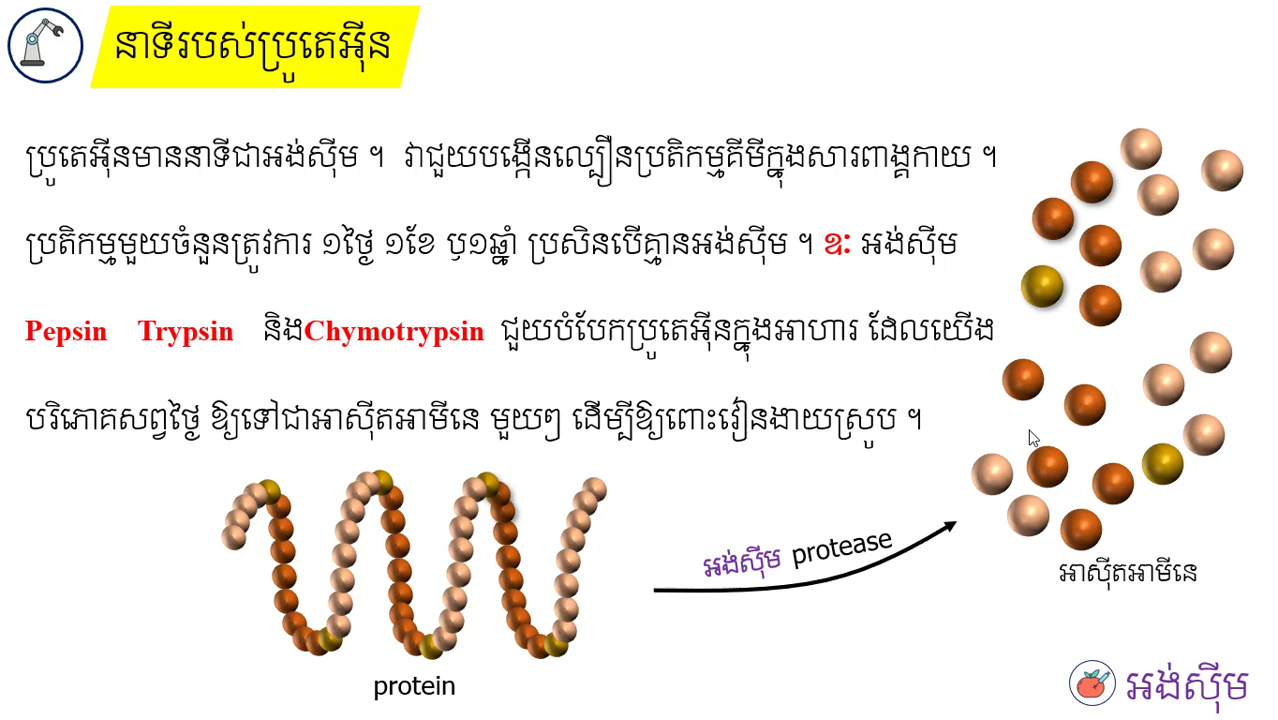 នាទីរបស់ប្រូតេអ៊ីន
ប្រូតេអ៊ីនមាននាទីជាអង់ស៊ីម ។ វាជួយបង្កើនល្បឿនប្រតិកម្មគីមីក្នុងសារពាង្គកាយ ។
ប្រតិកម្មមួយចំនួនត្រូវការ ១ថ្ងៃ ១ខែ ឫ១ឆ្នាំ ប្រសិនបើគ្មានអង់ស៊ីម ។ ឧៈ អង់ស៊ីម
Pepsin Trypsin និងChymotrypsin ជួយបំបែកប្រូតេអ៊ីនក្នុងអាហារ ដែលយើង
បរិភោគសព្វថ្ងៃ ឱ្យទៅជាអាស៊ីតអាមីនេ មួយៗ ដើម្បីឱ្យពោះវៀនងាយស្រូប ។
អង់ស៊ីម protease
អាស៊ីតអាមីនេ
protein
អង់ស៊ីម